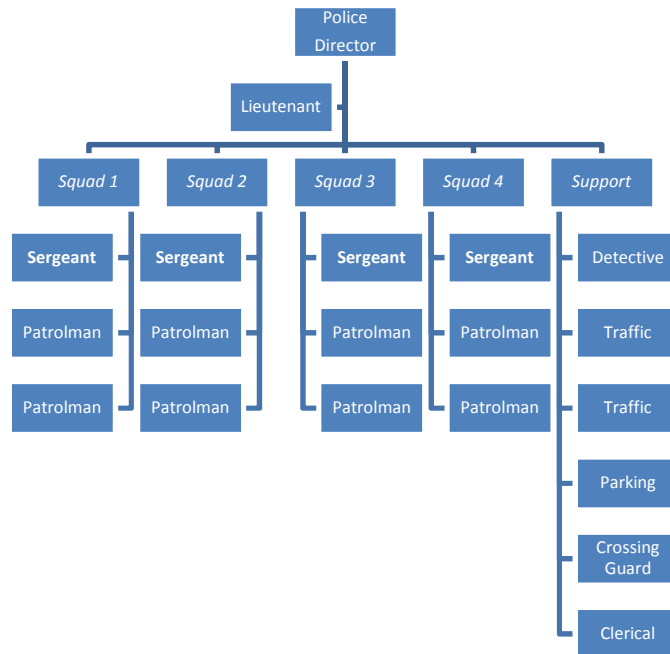 Police
Director
Lieutenant
Squad 1
Squad 2
Squad 3
Squad 4
Support
Sergeant
Sergeant
Sergeant
Sergeant
Detective
Patrolman
Patrolman
Patrolman
Patrolman
Traffic
Patrolman
Patrolman
Patrolman
Patrolman
Traffic
Parking
Crossing
Guard
Clerical